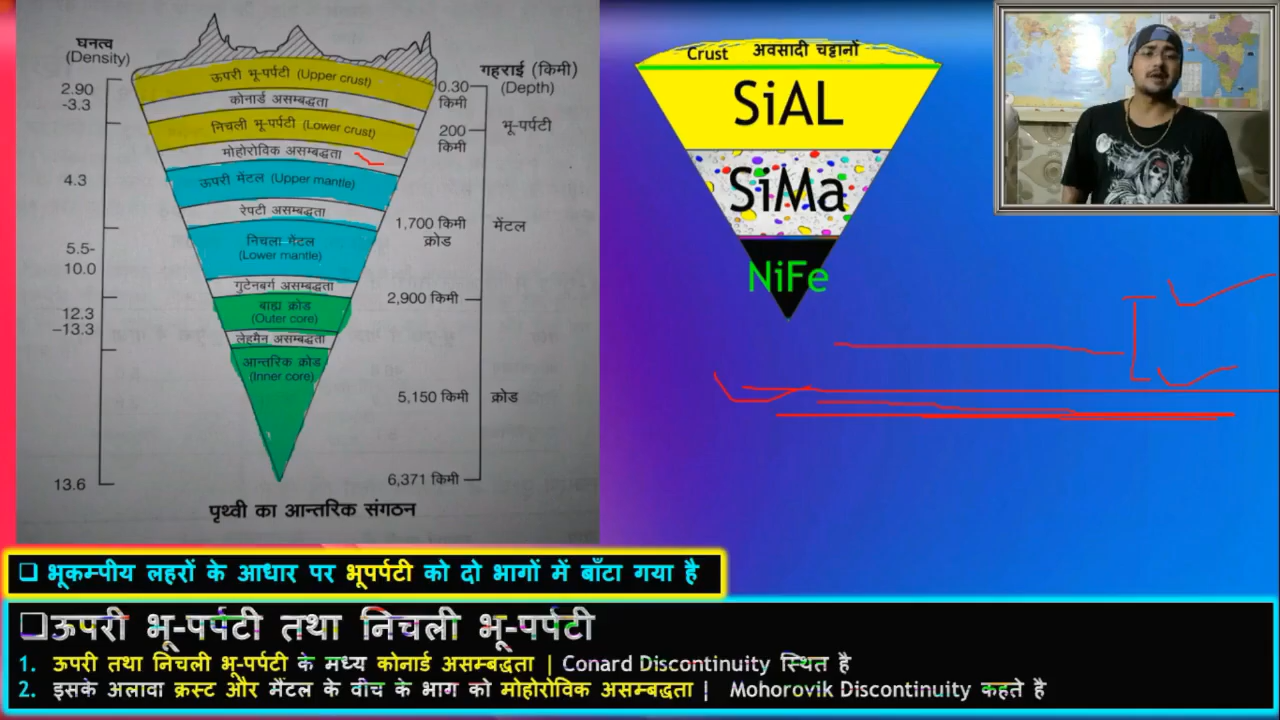 घनत्व
(Density)
2.90
-3.3
4.3
5.5-
10.0
12.3
–13.3
13.6
ऊपरी भू-पर्पटी (Upper crust)
कोनार्ड असम्बद्धता
निचली भू-पर्पटी (Lower crust)
मोहोरोविक असम्बद्धता
ऊपरी मेंटल (Upper mantle)
रेपटी असम्बद्धता
निचला मेंटल
(Lower mantle)
गुटेनबर्ग असम्बद्धता
बाह्य क्रोड
(Outer core)
लेहमैन असम्बद्धता
आन्तरिक क्रोड
(Inner core)
गहराई (किमी)
(Depth)
0.30
किमी
200
किमी
भू-पर्पटी
1,700 किमी
क्रोड
मेंटल
2,900 किमी
5,150 किमी
क्रोड
6,371 किमी
पृथ्वी का आन्तरिक संगठन
Crust अवसादी चट्टानों
SiAL
SiMa
NiFe
भूकम्पीय लहरों के आधार पर भूपर्पटी को दो भागों में बाँटा गया है
ऊपरी भू-पर्पटी तथा निचली भू-पर्पटी
1. ऊपरी तथा निचली भू-पर्पटी के मध्य कोनार्ड असम्बद्धता | Conard Discontinuity स्थित है
2. इसके अलावा क्रस्ट और मैंटल के वीच के भाग को मोहोरोविक असम्बद्धता | Mohorovik Discontinuity कहते है